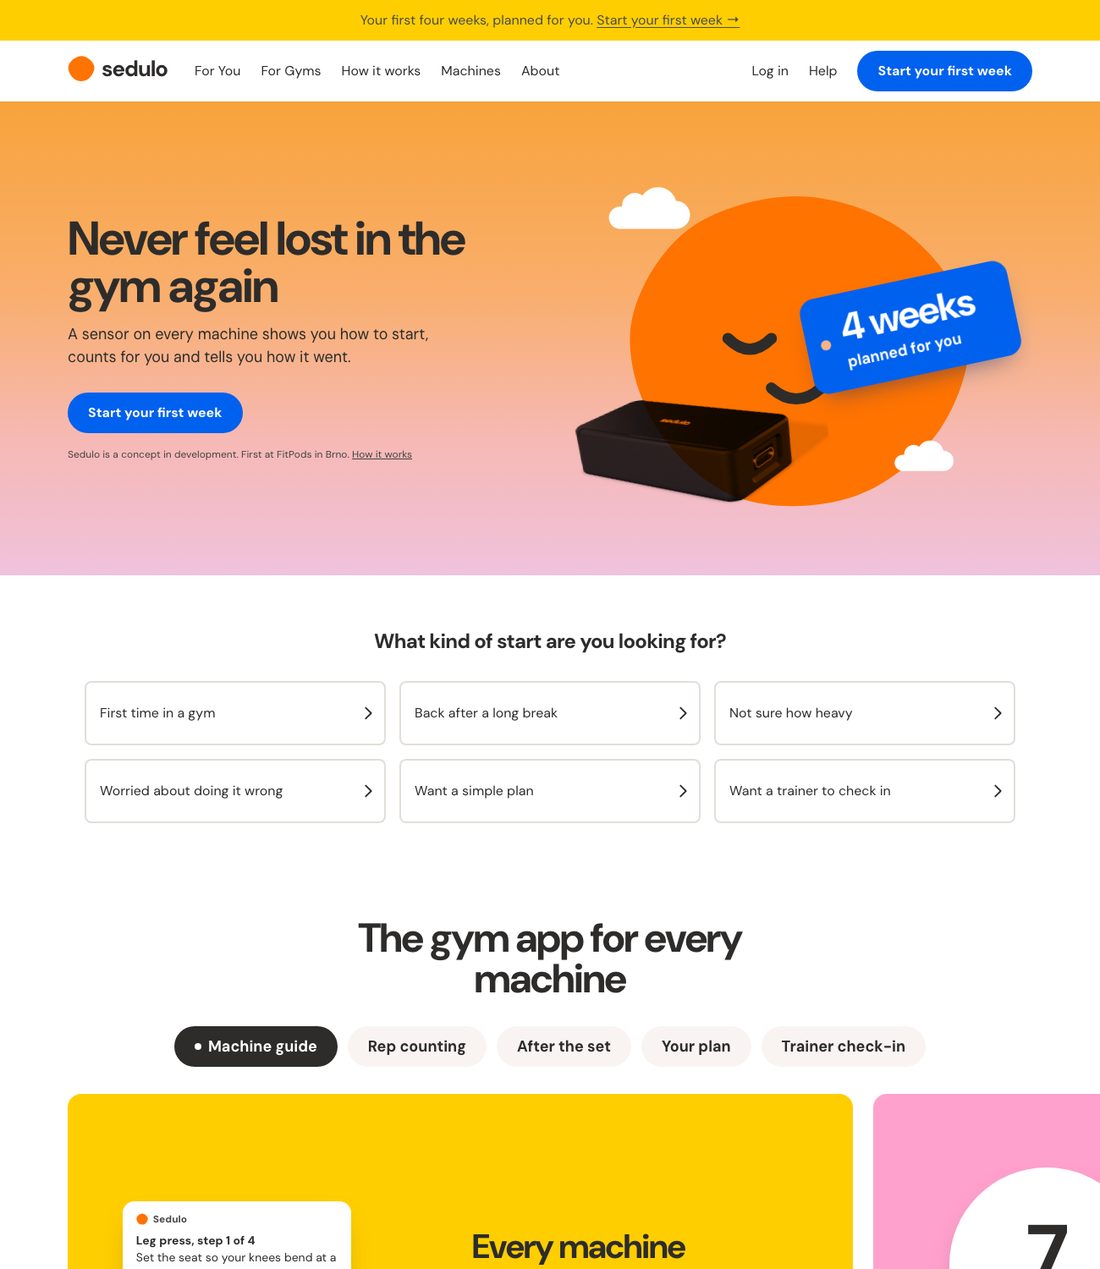 Your first four weeks, planned for you. Start your first week →
sedulo
For You
For Gyms
How it works
Machines
About
Log in
Help
Start your first week
Never feel lost in the
gym again
A sensor on every machine shows you how to start,
counts for you and tells you how it went.
Start your first week
Sedulo is a concept in development. First at FitPods in Brno. How it works
4 weeks
planned for you
sedulo
What kind of start are you looking for?
First time in a gym
Back after a long break
Not sure how heavy
Worried about doing it wrong
Want a simple plan
Want a trainer to check in
The gym app for every
machine
Machine guide
Rep counting
After the set
Your plan
Trainer check-in
Sedulo
Leg press, step 1 of 4
Set the seat so your knees bend at a
Every machine
7